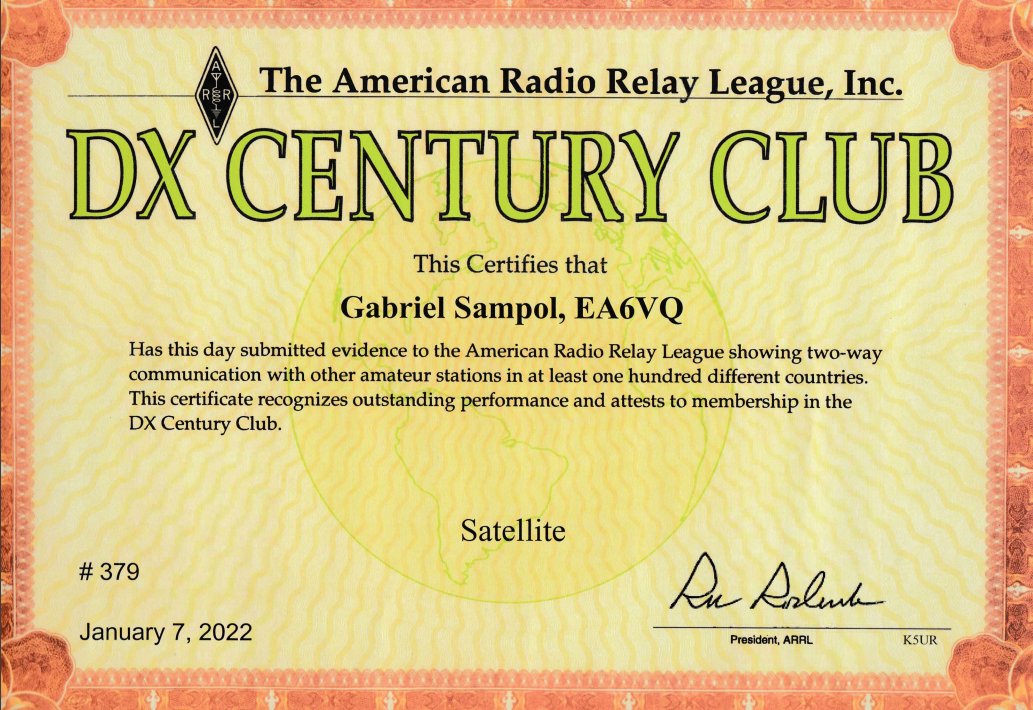 The American Radio Relay League, Inc.
A
R R
L
DX CENTURY CLUB
This Certifies that
Gabriel Sampol, EA6VQ
Has this day submitted evidence to the American Radio Relay League showing two-way
communication with other amateur stations in at least one hundred different countries.
This certificate recognizes outstanding performance and attests to membership in the
DX Century Club.
Satellite
# 379
January 7, 2022
President, ARRL
K5UR